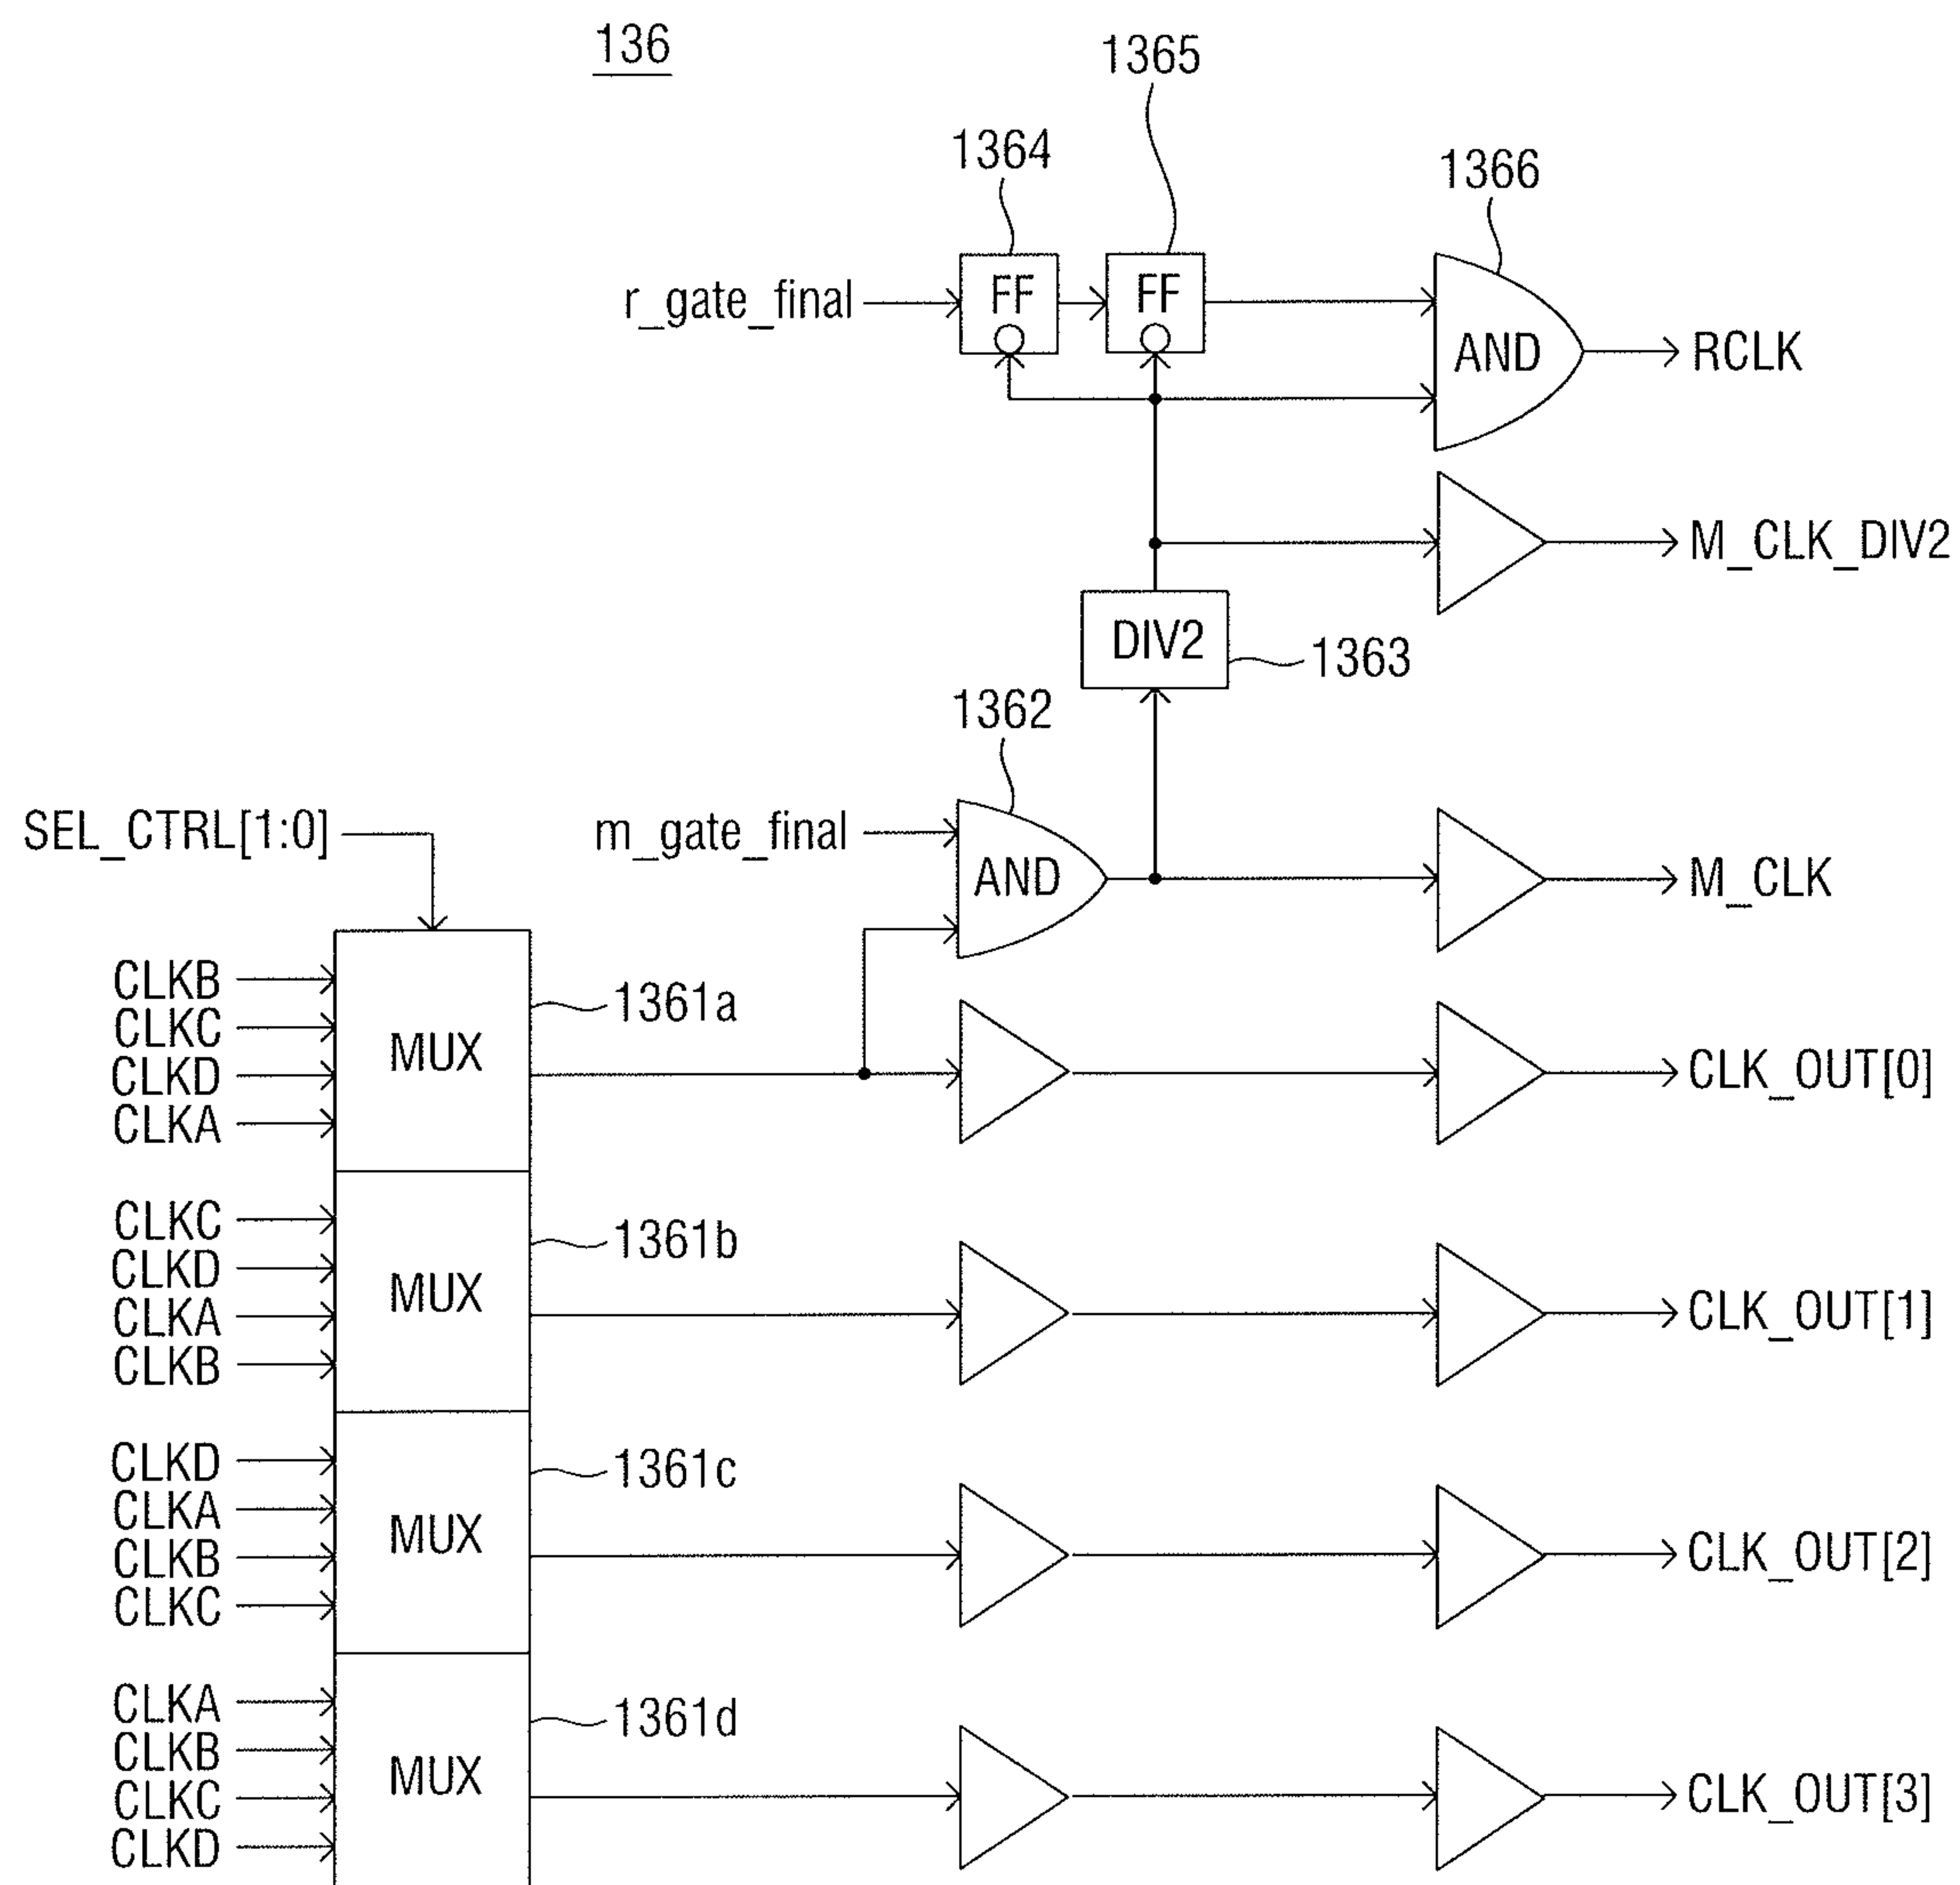 136
1365
1364
1366
r_gate_final
FF
FF
AND
RCLK
M_CLK_DIV2
DIV2
1363
1362
SEL_CTRL[1:0]
m_gate_final
AND
M_CLK
CLKB
CLKC
CLKD
CLKA
MUX
1361a
CLK_OUT[0]
CLKC
CLKD
CLKA
CLKB
MUX
1361b
CLK_OUT[1]
CLKD
CLKA
CLKB
CLKC
MUX
1361c
CLK_OUT[2]
CLKA
CLKB
CLKC
CLKD
MUX
1361d
CLK_OUT[3]